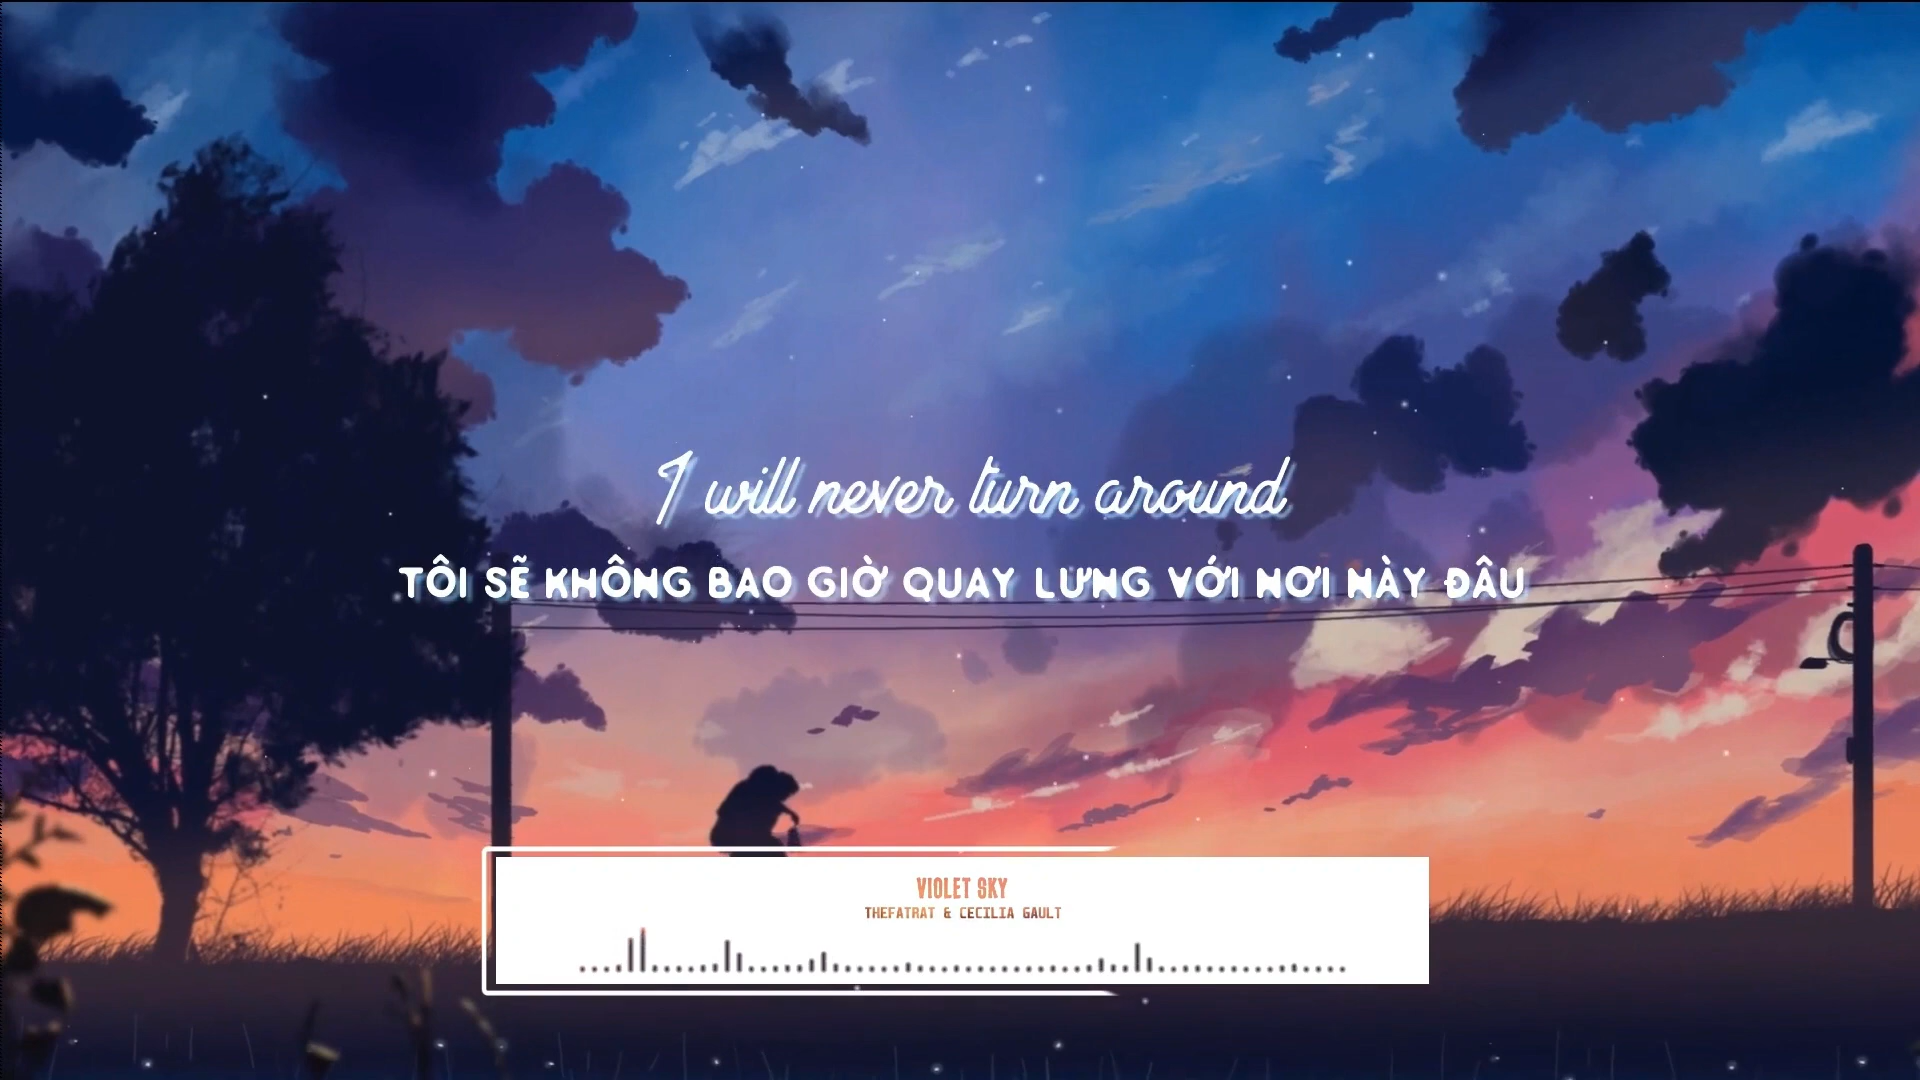 I will never turn around
TÔI SẼ KHÔNG BAO GIỜ QUAY LƯNG VỚI NƠI NÀY ĐÂU
VIOLET SKY
THEFATRAT & CECILIA GAULT